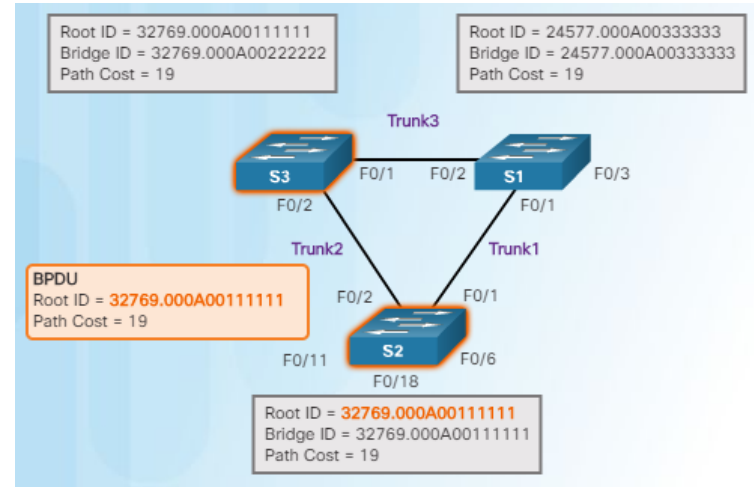 Root ID = 32769.000A00111111
Bridge ID = 32769.000A00222222
Path Cost = 19
Root ID = 24577.000A00333333
Bridge ID = 24577.000A00333333
Path Cost = 19
Trunk3
S3
F0/1
F0/2
S1
F0/3
F0/2
F0/1
Trunk2
Trunk1
BPDU
Root ID = 32769.000A00111111
Path Cost = 19
F0/2
F0/1
S2
F0/11
F0/6
F0/18
Root ID = 32769.000A00111111
Bridge ID = 32769.000A00111111
Path Cost = 19